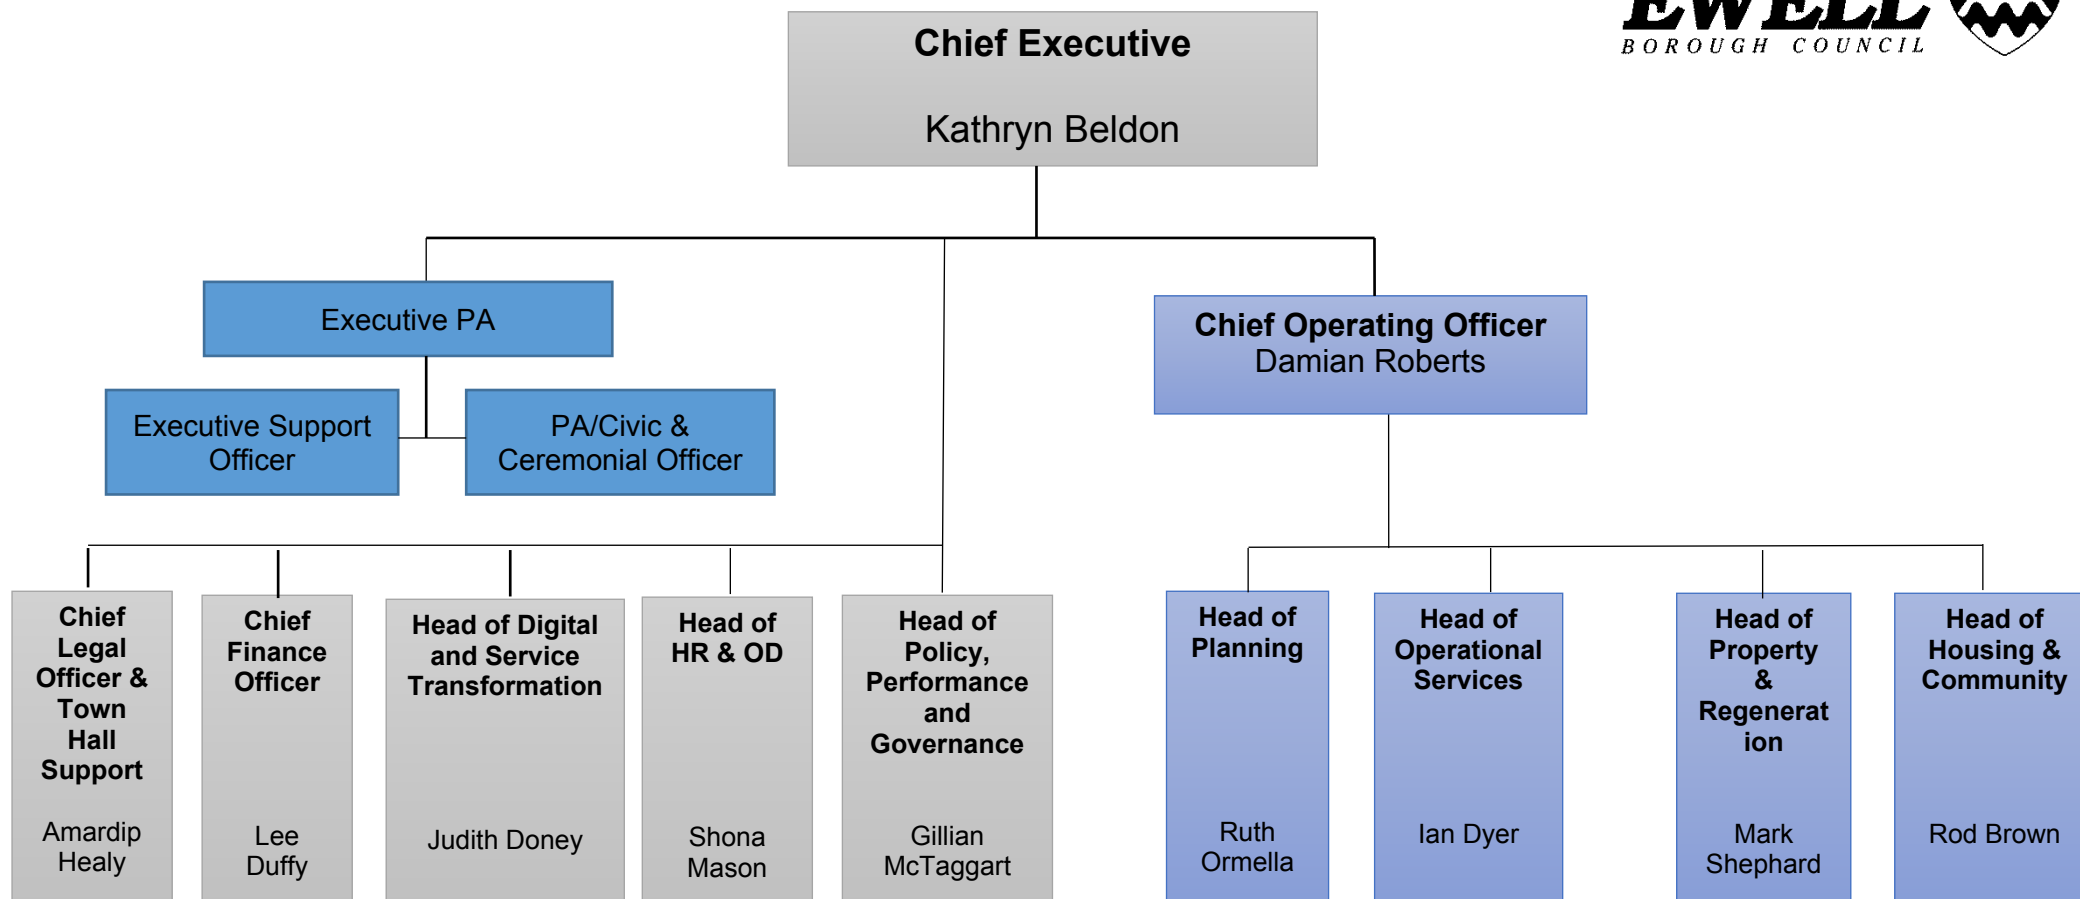 EWELL
BOROUGH COUNCIL
Chief Executive
Kathryn Beldon
Executive PA
Chief Operating Officer
Damian Roberts
Executive Support
Officer
PA/Civic &
Ceremonial Officer
Chief
Legal
Officer &
Town
Hall
Support
Amardip
Healy
Chief
Finance
Officer
Lee
Duffy
Head of Digital
and Service
Transformation
Judith Doney
Head of
HR & OD
Shona
Mason
Head of
Policy,
Performance
and
Governance
Gillian
McTaggart
Head of
Planning
Ruth
Ormella
Head of
Operational
Services
Ian Dyer
Head of
Property
&
Regenerat
ion
Mark
Shephard
Head of
Housing &
Community
Rod Brown